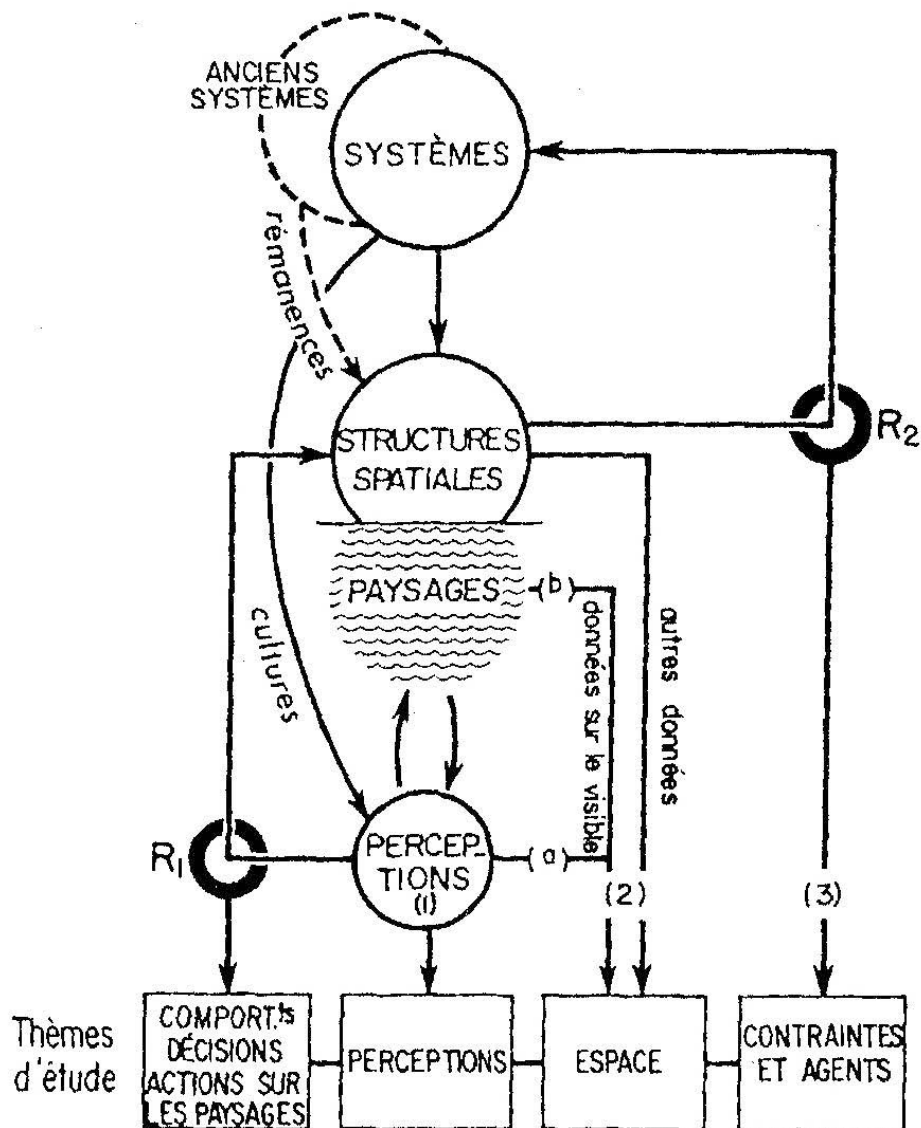 ANCIENS
SYSTÈMES
SYSTÈMES
rémanences
STRUCTURES
SPATIALES
R₂
PAYSAGES
(b)
cultures
données sur le visible
autres données
R₁
PERCEP-
TIONS
(1)
(a)
(2)
(3)
Thèmes
d'étude
COMPORT.ts
DÉCISIONS
ACTIONS SUR
LES PAYSAGES
PERCEPTIONS
ESPACE
CONTRAINTES
ET AGENTS